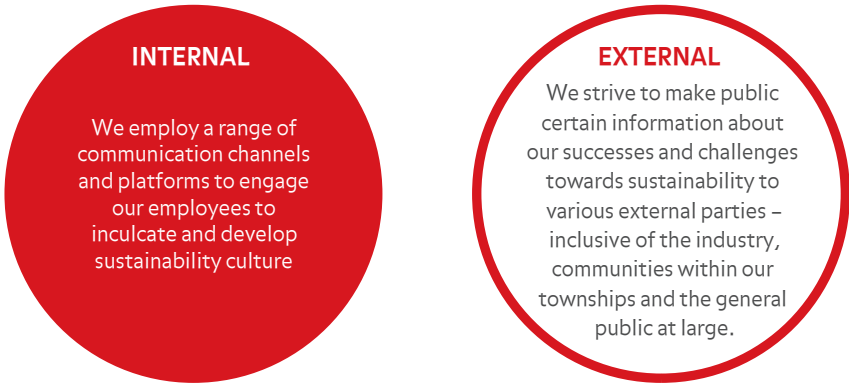 INTERNAL
We employ a range of
communication channels
and platforms to engage
our employees to
inculcate and develop
sustainability culture
EXTERNAL
We strive to make public
certain information about
our successes and challenges
towards sustainability to
various external parties –
inclusive of the industry,
communities within our
townships and the general
public at large.